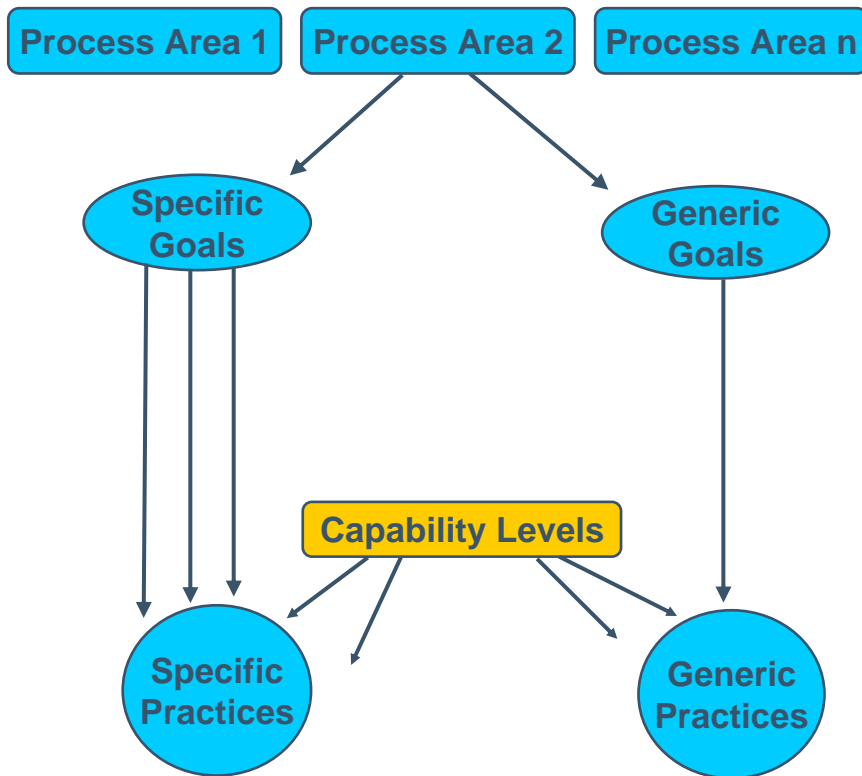 Process Area 1
Process Area 2
Process Area n
Specific
Goals
Generic
Goals
Capability Levels
Specific
Practices
Generic
Practices